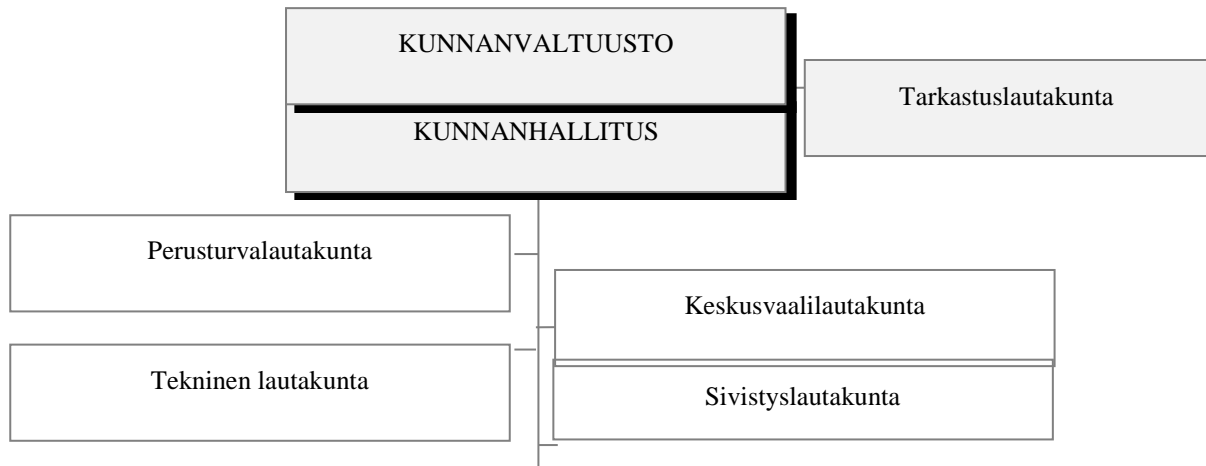 KUNNANVALTUUSTO
Tarkastuslautakunta
KUNNANHALLITUS
Perusturvalautakunta
Keskusvaalilautakunta
Tekninen lautakunta
Sivistyslautakunta